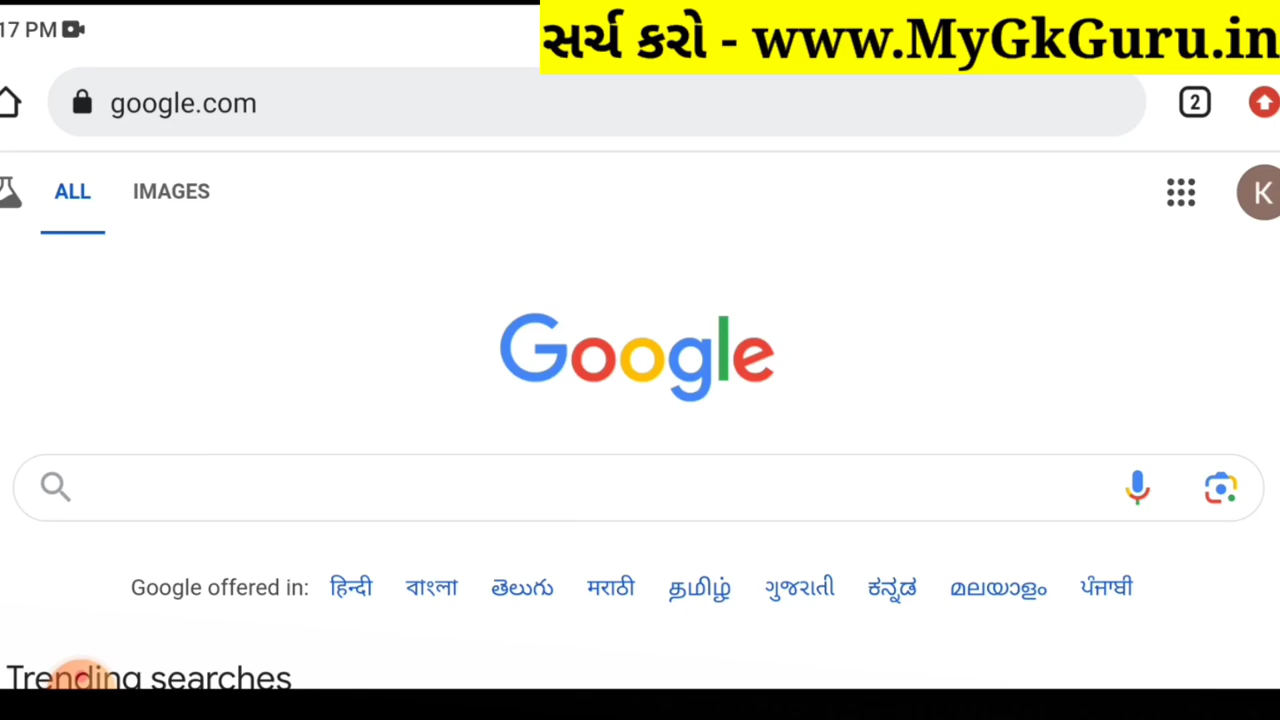 17 PM
સર્ચ કરો - www.MyGkGuru.in
google.com
2
ALL IMAGES
K
Google
Google offered in: हिन्दी বাংলা తెలుగు मराठी தமிழ் ગુજરાતી ಕನ್ನಡ മലയാളം ਪੰਜਾਬੀ
Trending searches